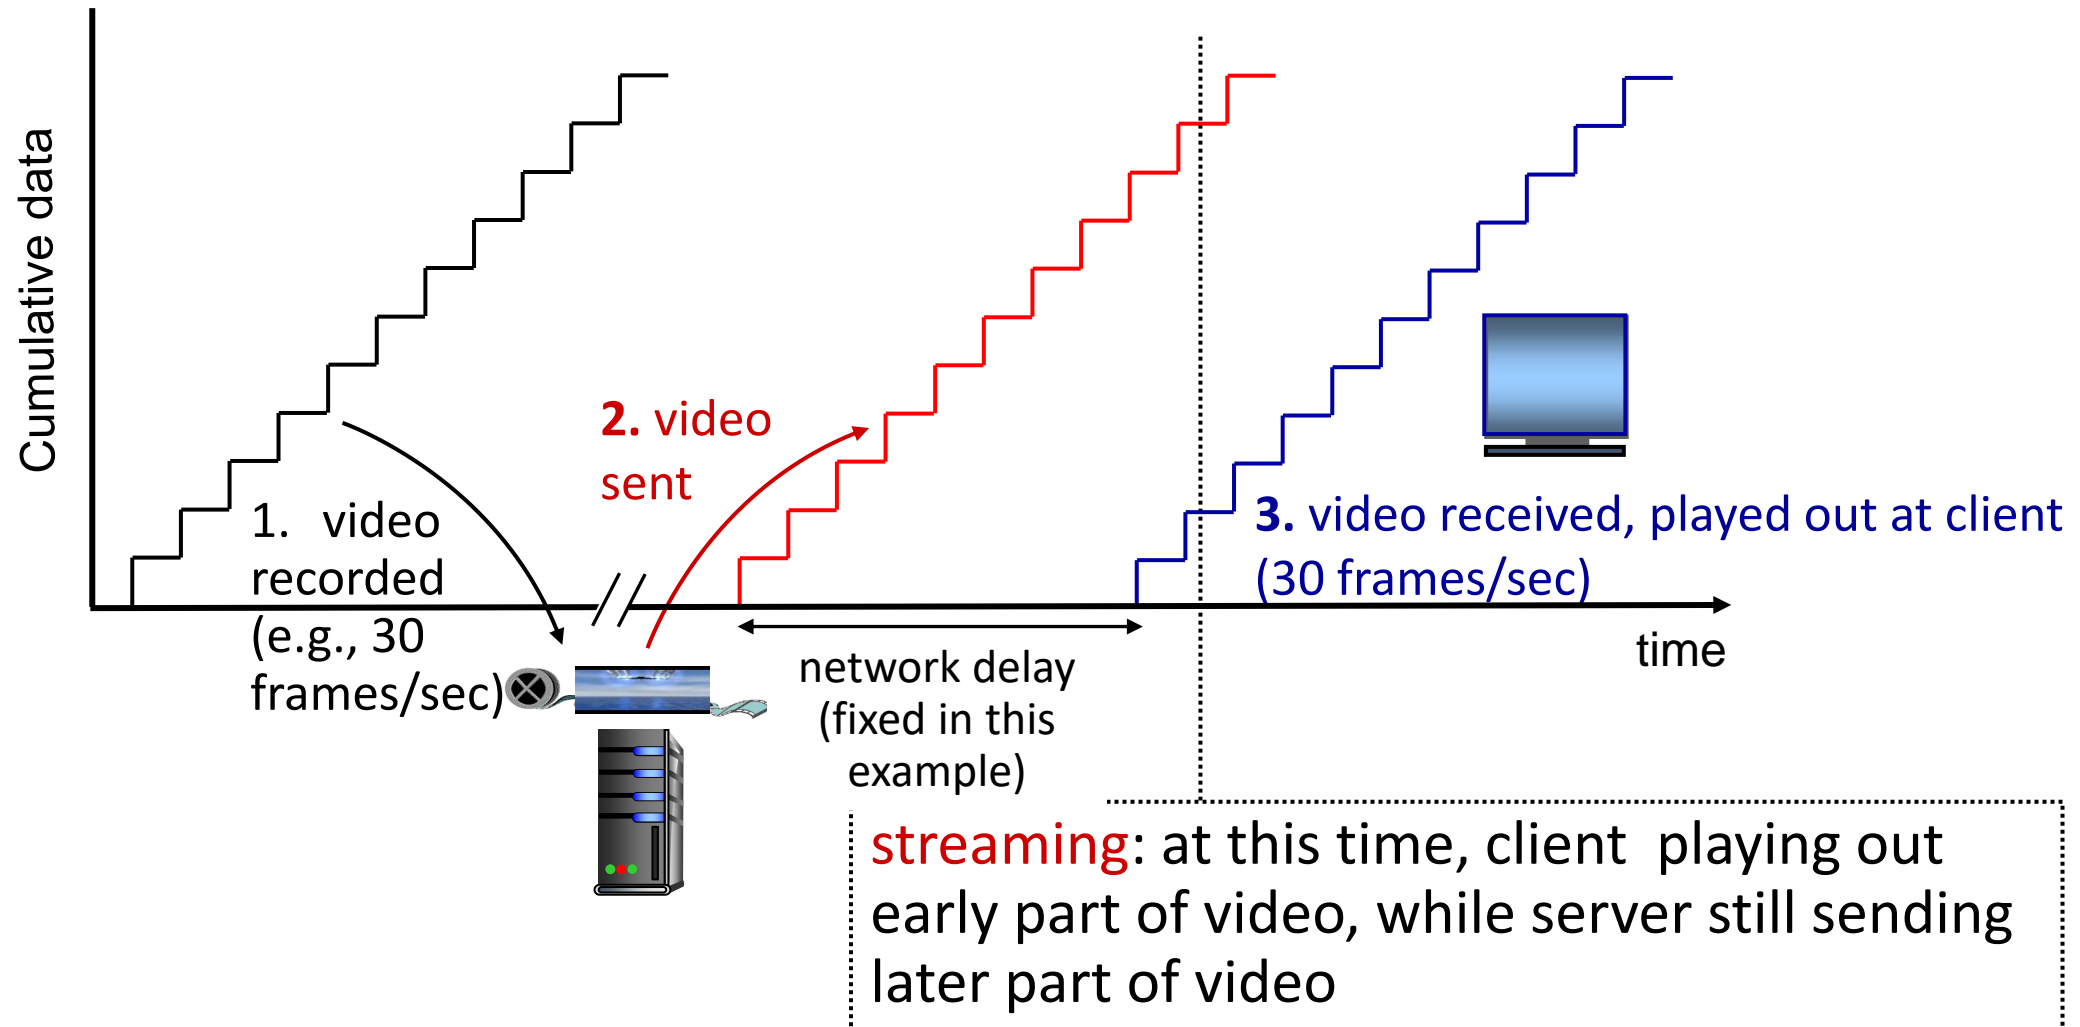 Cumulative data
1. video
recorded
(e.g., 30
frames/sec)
2. video
sent
3. video received, played out at client
(30 frames/sec)
time
network delay
(fixed in this
example)
streaming: at this time, client playing out
early part of video, while server still sending
later part of video